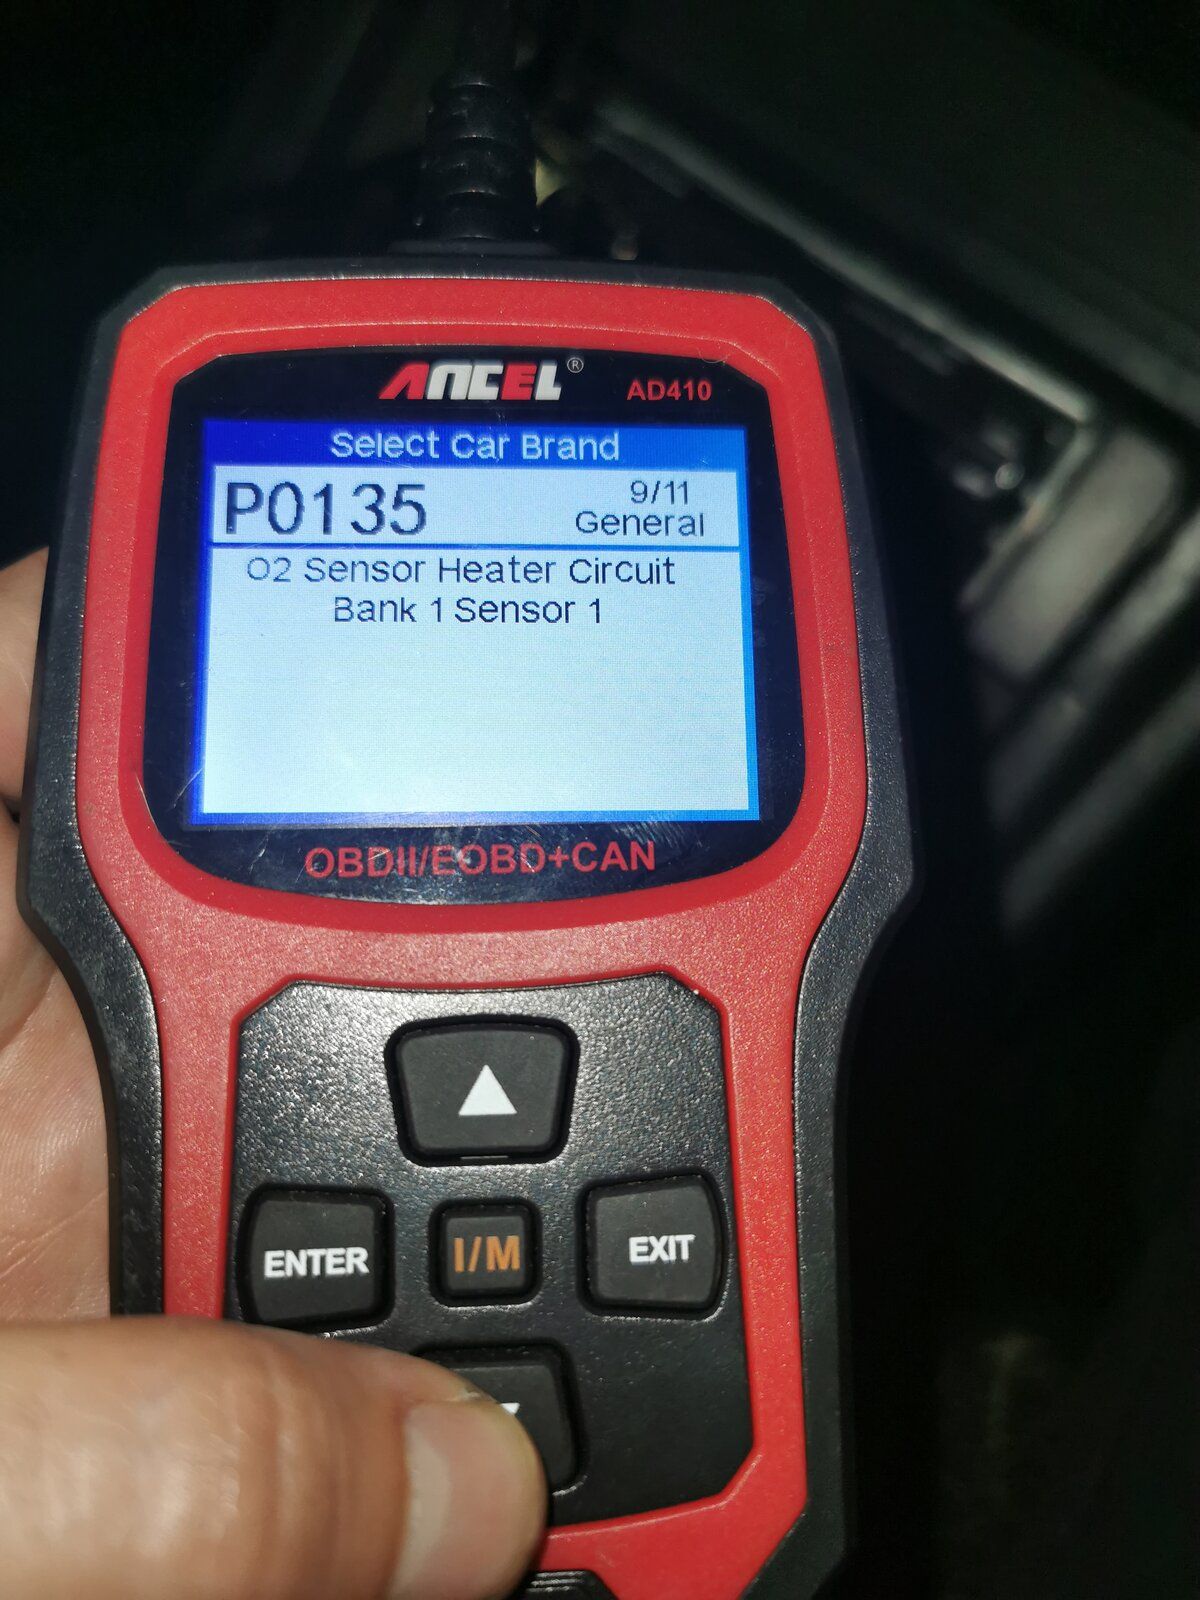 ANCEL®
AD410
Select Car Brand
P0135
9/11
General
O2 Sensor Heater Circuit
Bank 1 Sensor 1
OBDII/EOBD+CAN
ENTER
I/M
EXIT